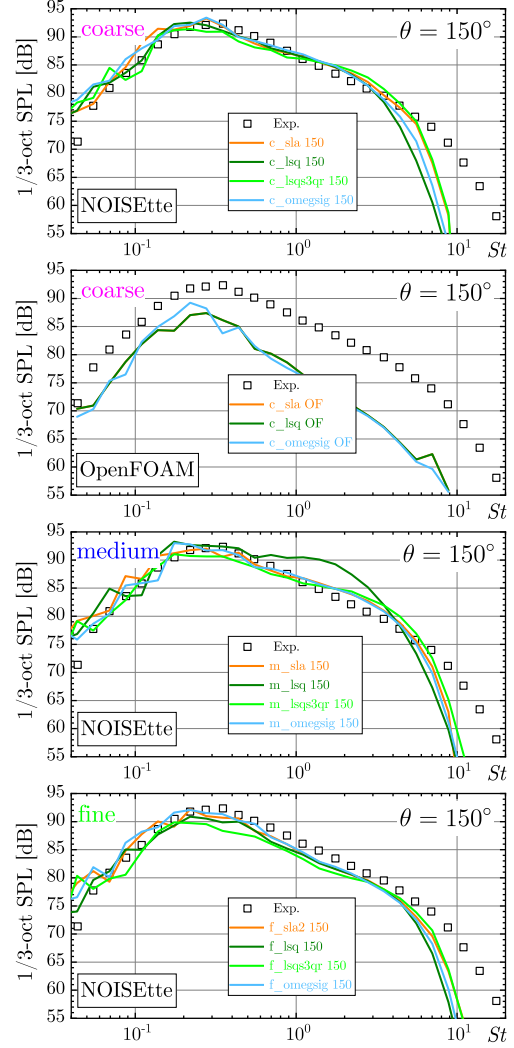 95
90
85
80
75
70
65
60
55
1/3-oct SPL [dB]
coarse
θ = 150°
Exp.
c_sla 150
c_lsq 150
c_lsqs3qr 150
c_omegsig 150
NOISEtte
10⁻¹
10⁰
10¹
St
95
90
85
80
75
70
65
60
55
1/3-oct SPL [dB]
coarse
θ = 150°
Exp.
c_sla OF
c_lsq OF
c_omegsig OF
OpenFOAM
10⁻¹
10⁰
10¹
St
95
90
85
80
75
70
65
60
55
1/3-oct SPL [dB]
medium
θ = 150°
Exp.
m_sla 150
m_lsq 150
m_lsqs3qr 150
m_omegsig 150
NOISEtte
10⁻¹
10⁰
10¹
St
95
90
85
80
75
70
65
60
55
1/3-oct SPL [dB]
fine
θ = 150°
Exp.
f_sla2 150
f_lsq 150
f_lsqs3qr 150
f_omegsig 150
NOISEtte
10⁻¹
10⁰
10¹
St